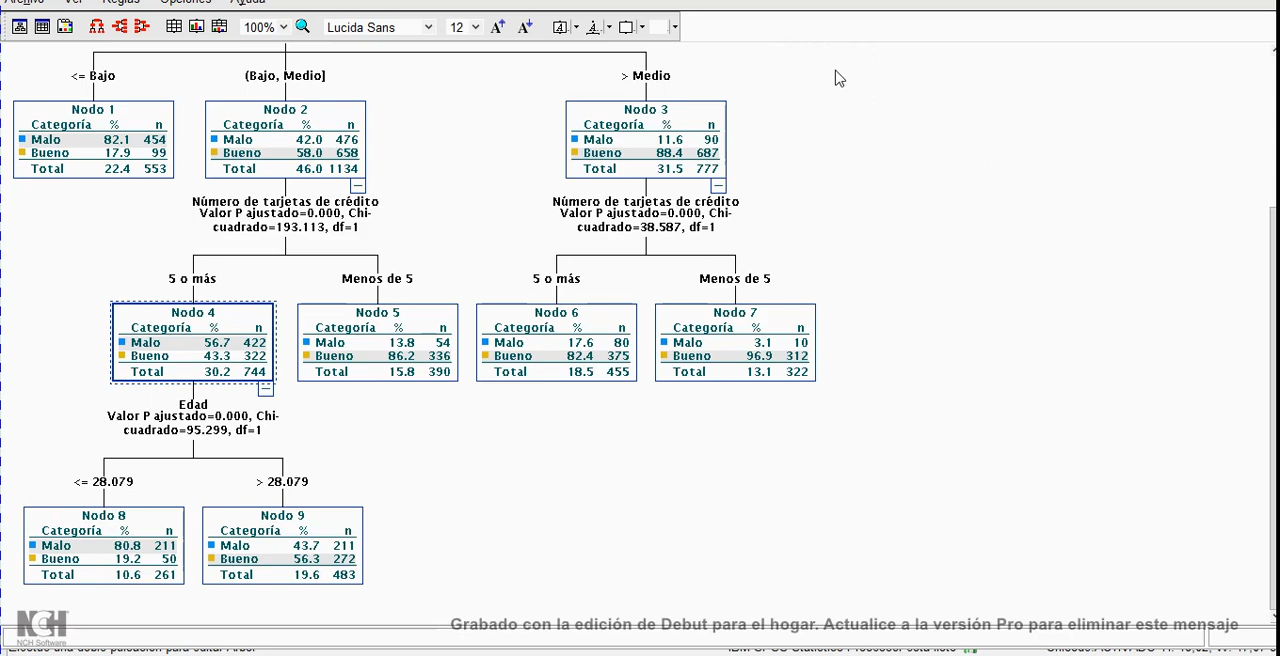 Archivo Ver Reglas Opciones Ayuda
100% Lucida Sans 12
<= Bajo (Bajo, Medio] > Medio
Nodo 1
Categoría % n
Malo 82.1 454
Bueno 17.9 99
Total 22.4 553
Nodo 2
Categoría % n
Malo 42.0 476
Bueno 58.0 658
Total 46.0 1134
Nodo 3
Categoría % n
Malo 11.6 90
Bueno 88.4 687
Total 31.5 777
Número de tarjetas de crédito
Valor P ajustado=0.000, Chi-
cuadrado=193.113, df=1
Número de tarjetas de crédito
Valor P ajustado=0.000, Chi-
cuadrado=38.587, df=1
5 o más Menos de 5 5 o más Menos de 5
Nodo 4
Categoría % n
Malo 56.7 422
Bueno 43.3 322
Total 30.2 744
Nodo 5
Categoría % n
Malo 13.8 54
Bueno 86.2 336
Total 15.8 390
Nodo 6
Categoría % n
Malo 17.6 80
Bueno 82.4 375
Total 18.5 455
Nodo 7
Categoría % n
Malo 3.1 10
Bueno 96.9 312
Total 13.1 322
Edad
Valor P ajustado=0.000, Chi-
cuadrado=95.299, df=1
<= 28.079 > 28.079
Nodo 8
Categoría % n
Malo 80.8 211
Bueno 19.2 50
Total 10.6 261
Nodo 9
Categoría % n
Malo 43.7 211
Bueno 56.3 272
Total 19.6 483
NCH
NCH Software
Grabado con la edición de Debut para el hogar. Actualice a la versión Pro para eliminar este mensaje